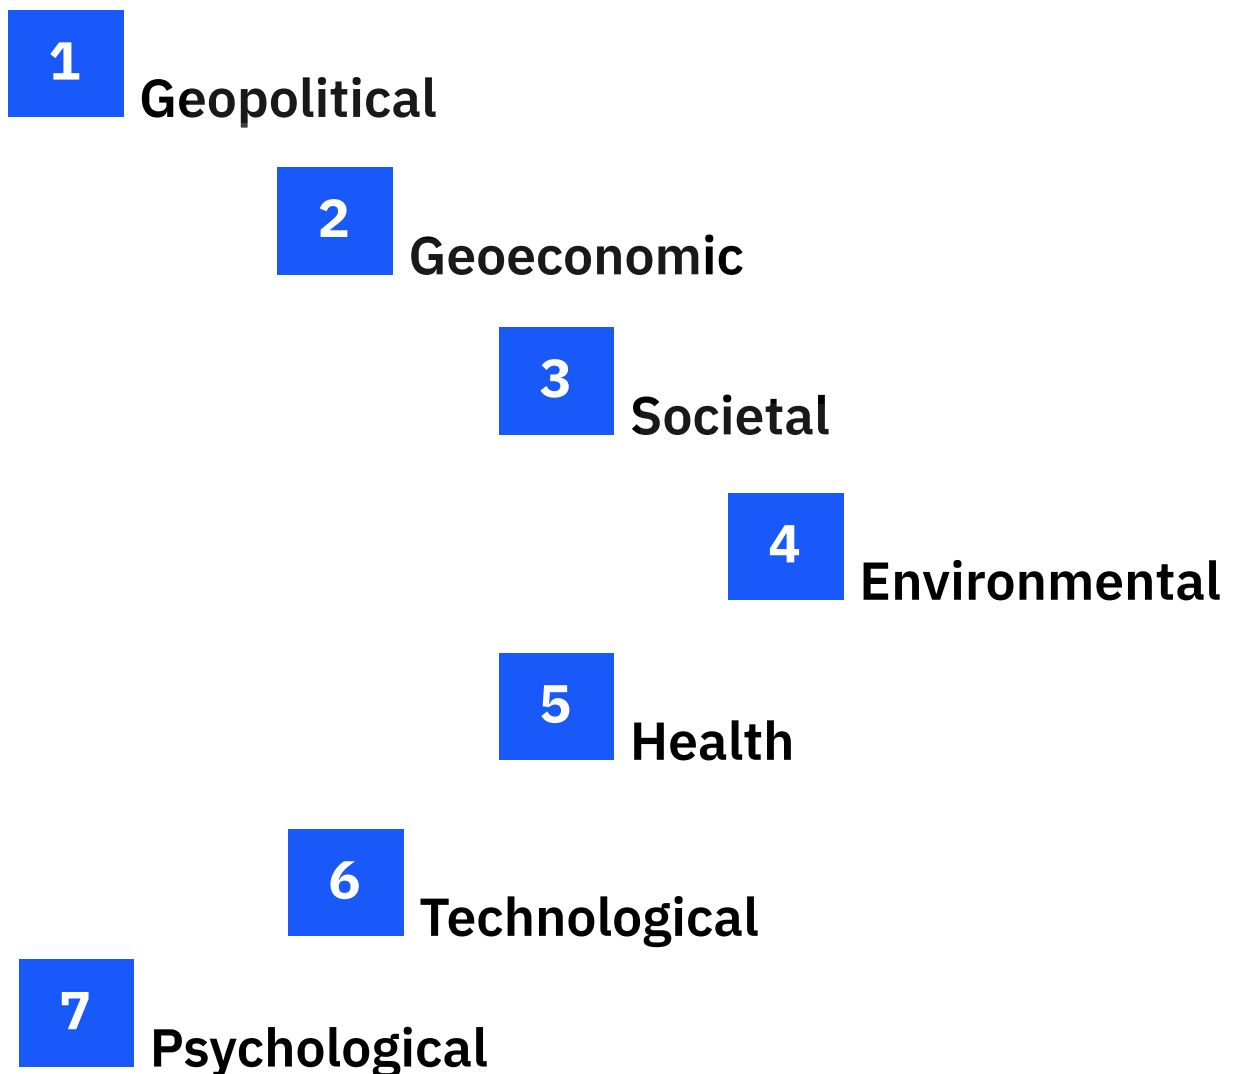 1
Geopolitical
2
Geoeconomic
3
Societal
4
Environmental
5
Health
6
Technological
7
Psychological